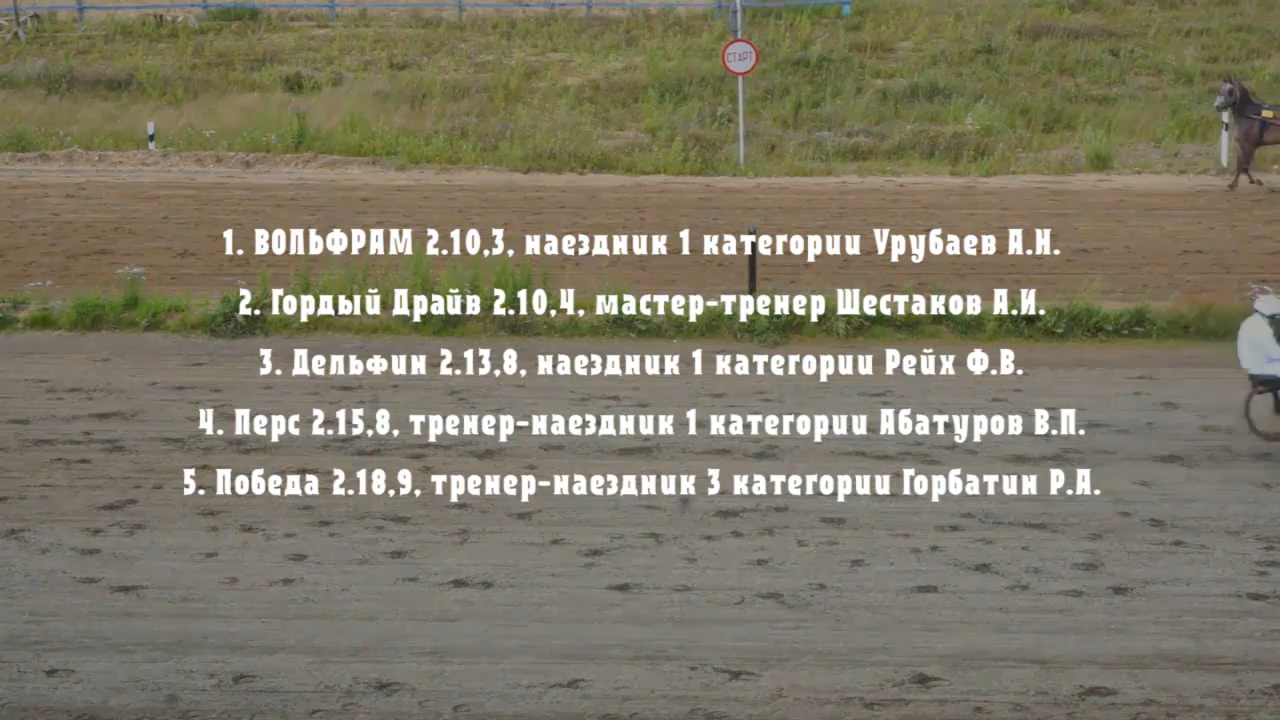 СТАРТ
1. ВОЛЬФРАМ 2.10,3, наездник 1 категории Урубаев А.Н.
2. Гордый Драйв 2.10,4, мастер-тренер Шестаков А.И.
3. Дельфин 2.13,8, наездник 1 категории Рейх Ф.В.
4. Перс 2.15,8, тренер-наездник 1 категории Абатуров В.П.
5. Победа 2.18,9, тренер-наездник 3 категории Горбатин Р.А.